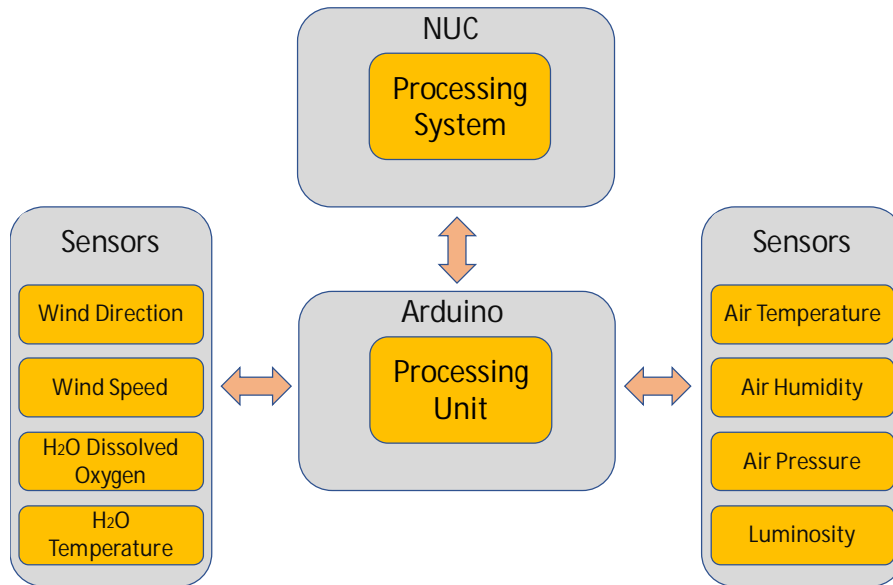 NUC
Processing
System
Sensors
Wind Direction
Wind Speed
H2O Dissolved
Oxygen
H2O
Temperature
Arduino
Processing
Unit
Sensors
Air Temperature
Air Humidity
Air Pressure
Luminosity